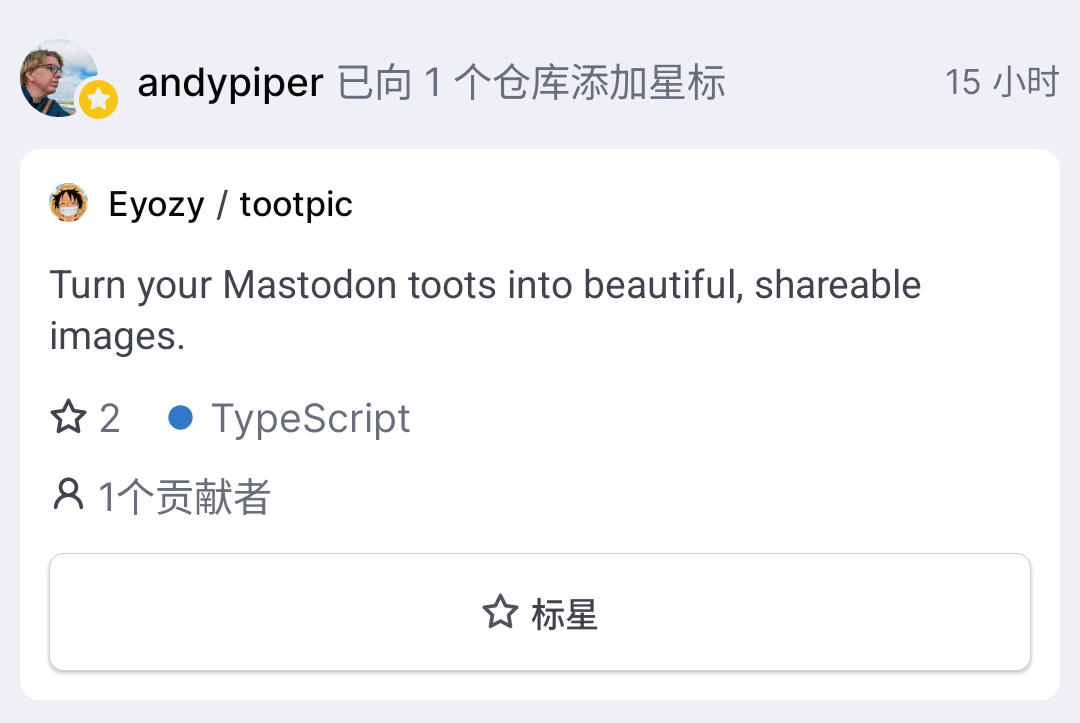 andypiper 已向 1 个仓库添加星标 15 小时
Eyozy / tootpic
Turn your Mastodon toots into beautiful, shareable
images.
2 TypeScript
1个贡献者
标星